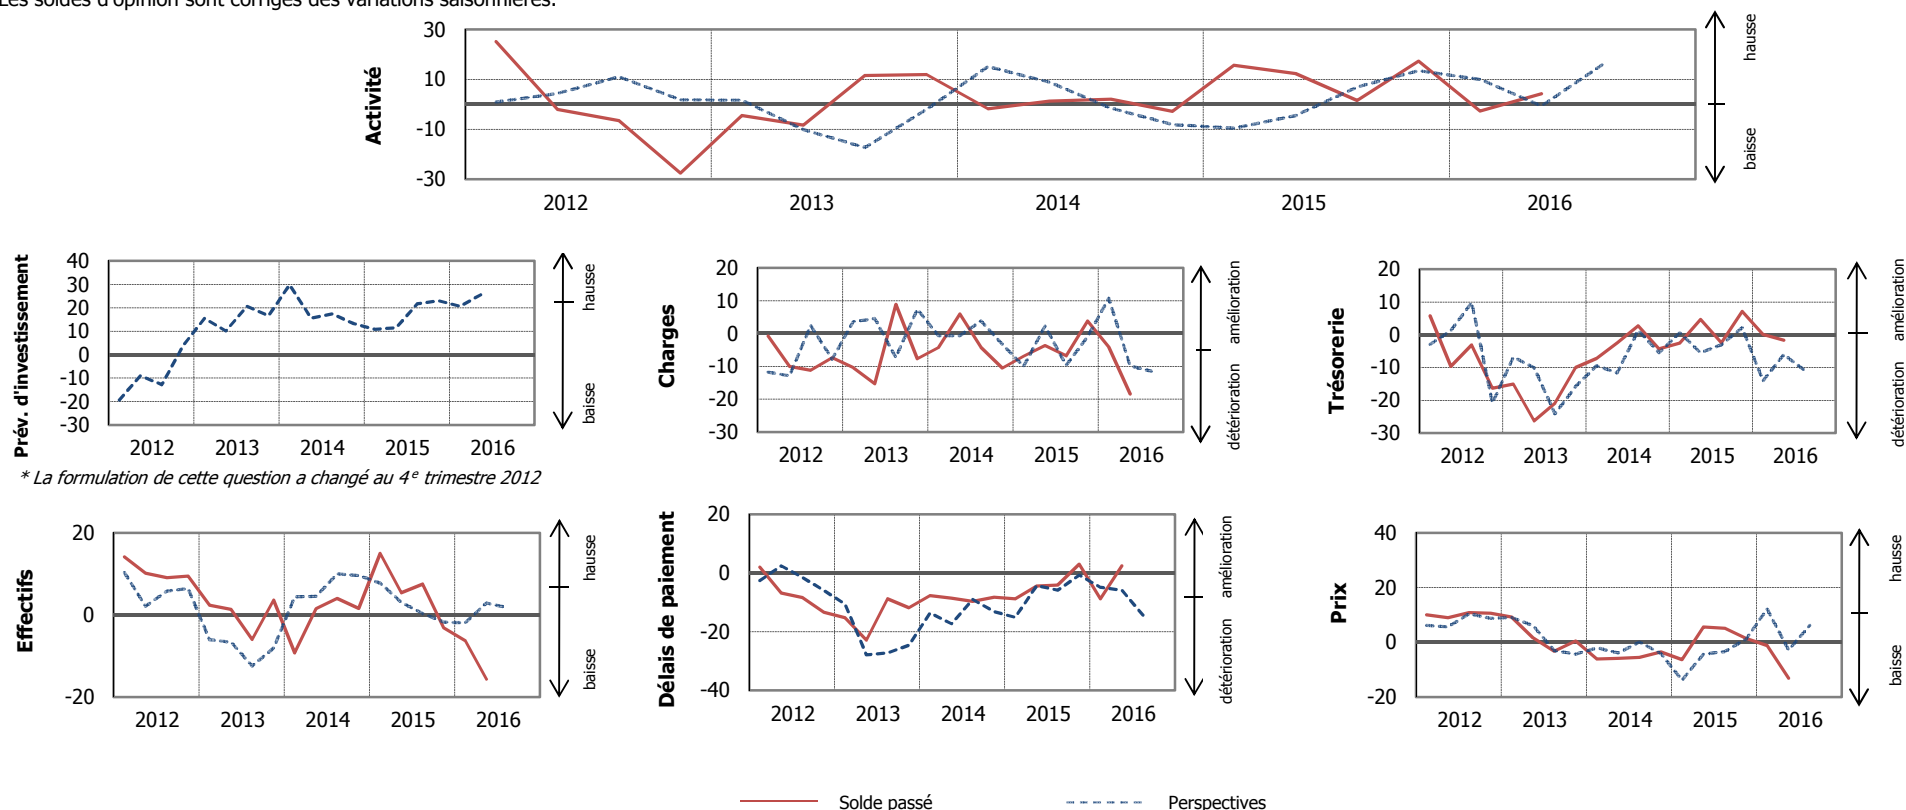 Les soldes d'opinion sont corrigés des variations saisonnières.
Activité
30
10
-10
-30
2012
2013
2014
2015
2016
hausse
baisse
Prév. d'investissement
40
30
20
10
0
-10
-20
-30
2012
2013
2014
2015
2016
hausse
baisse
* La formulation de cette question a changé au 4e trimestre 2012
Charges
20
10
0
-10
-20
-30
2012
2013
2014
2015
2016
amélioration
détérioration
Trésorerie
20
10
0
-10
-20
-30
2012
2013
2014
2015
2016
amélioration
détérioration
Effectifs
20
0
-20
2012
2013
2014
2015
2016
hausse
baisse
Délais de paiement
20
0
-20
-40
2012
2013
2014
2015
2016
amélioration
détérioration
Prix
40
20
0
-20
2012
2013
2014
2015
2016
hausse
baisse
Solde passé
Perspectives